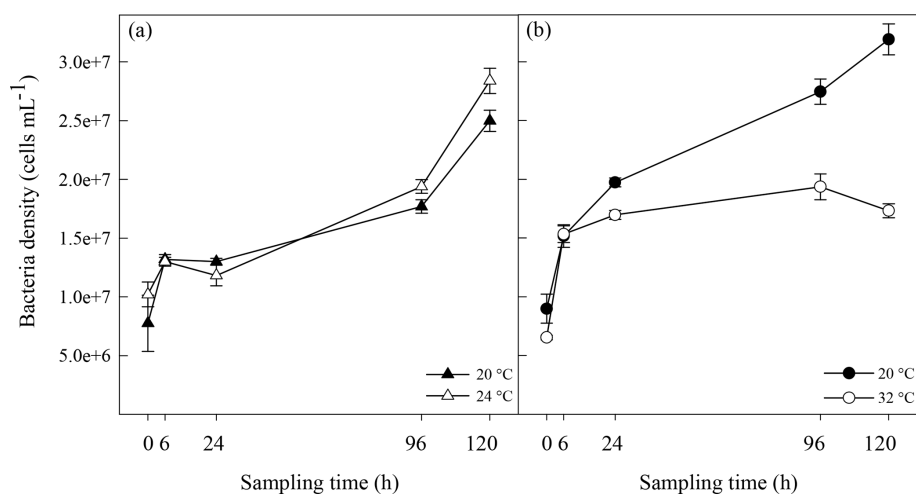 (a)
(b)
Bacteria density (cells mL⁻¹)
3.0e+7
2.5e+7
2.0e+7
1.5e+7
1.0e+7
5.0e+6
20 °C
24 °C
20 °C
32 °C
0 6 24 96 120
0 6 24 96 120
Sampling time (h)
Sampling time (h)